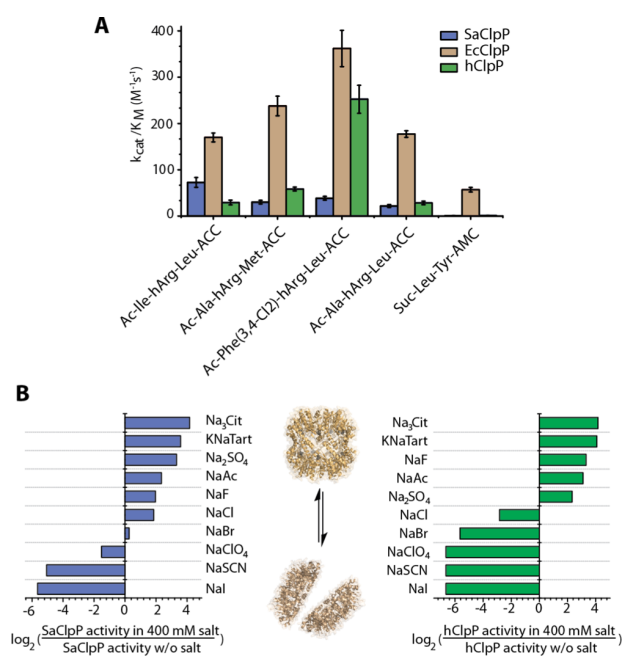 A
SaClpP
EcClpP
hClpP
k_cat/K_M (M⁻¹s⁻¹)
400
300
200
100
0
Ac-Ile-hArg-Leu-ACC
Ac-Ala-hArg-Met-ACC
Ac-Phe(3,4-Cl2)-hArg-Leu-ACC
Ac-Ala-hArg-Leu-ACC
Suc-Leu-Tyr-AMC
B
Na₃Cit
KNaTart
Na₂SO₄
NaAc
NaF
NaCl
NaBr
NaClO₄
NaSCN
NaI
-6 -4 -2 0 2 4
log₂(SaClpP activity in 400 mM salt/SaClpP activity w/o salt)
Na₃Cit
KNaTart
NaF
NaAc
Na₂SO₄
NaCl
NaBr
NaClO₄
NaSCN
NaI
-6 -4 -2 0 2 4
log₂(hClpP activity in 400 mM salt/hClpP activity w/o salt)